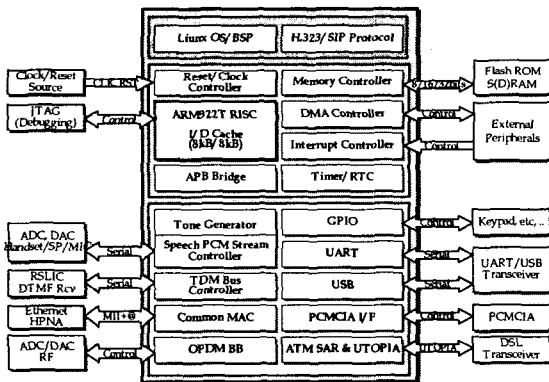 Liunx OS/BSP
H.323/ SIP Protocol
Clock/Reset
Source
CLK, RST
Reset/Clock
Controller
Memory Controller
8/16/32bits
Flash ROM
S(D)RAM
JTAG
(Debugging)
Control
ARM922T RISC
I/D Cache
(8kB/8kB)
DMA Controller
Control
External
Peripherals
Interrupt Controller
Control
APB Bridge
Timer/RTC
ADC, DAC
Handset/SP/MIC
Serial
Tone Generator
GPIO
Control
Keypad, etc, ..
Speech PCM Stream
Controller
UART
Serial
UART/USB
Transceiver
RSLIC
DTMF Rcv
Serial
TDM Bus
Controller
USB
Serial
Ethernet
HPNA
MII+
Common MAC
PCMCIA I/F
Control
PCMCIA
ADC/DAC
RF
Control
OFDM BB
ATM SAR & UTOPIA
UTOPIA
DSL
Transceiver